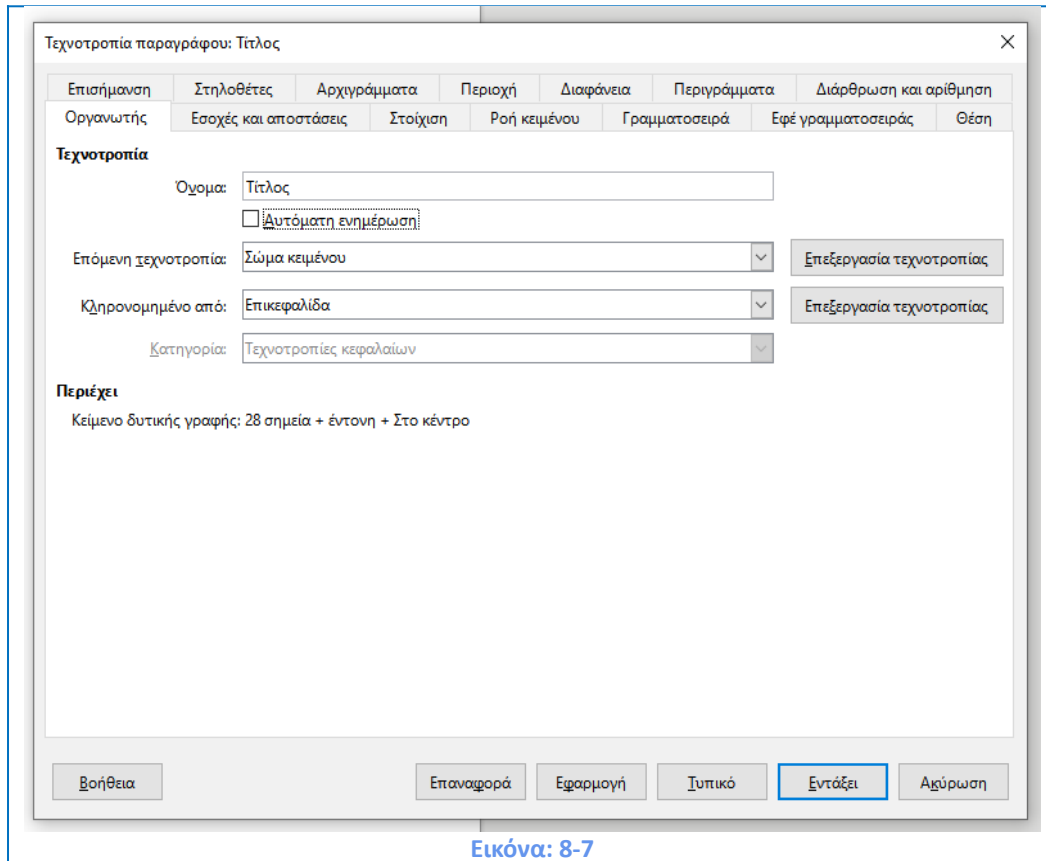 Τεχνοτροπία παραγράφου: Τίτλος
Επισήμανση Στηλοθέτες Αρχιγράμματα Περιοχή Διαφάνεια Περιγράμματα Διάρθρωση και αρίθμηση
Οργανωτής Εσοχές και αποστάσεις Στοίχιση Ροή κειμένου Γραμματοσειρά Εφέ γραμματοσειράς Θέση
Τεχνοτροπία
Όνομα: Τίτλος
Αυτόματη ενημέρωση
Επόμενη τεχνοτροπία: Σώμα κειμένου Επεξεργασία τεχνοτροπίας
Κληρονομημένο από: Επικεφαλίδα Επεξεργασία τεχνοτροπίας
Κατηγορία: Τεχνοτροπίες κεφαλαίων
Περιέχει
Κείμενο δυτικής γραφής: 28 σημεία + έντονη + Στο κέντρο
Βοήθεια Επαναφορά Εφαρμογή Τυπικό Εντάξει Ακύρωση
Εικόνα: 8-7